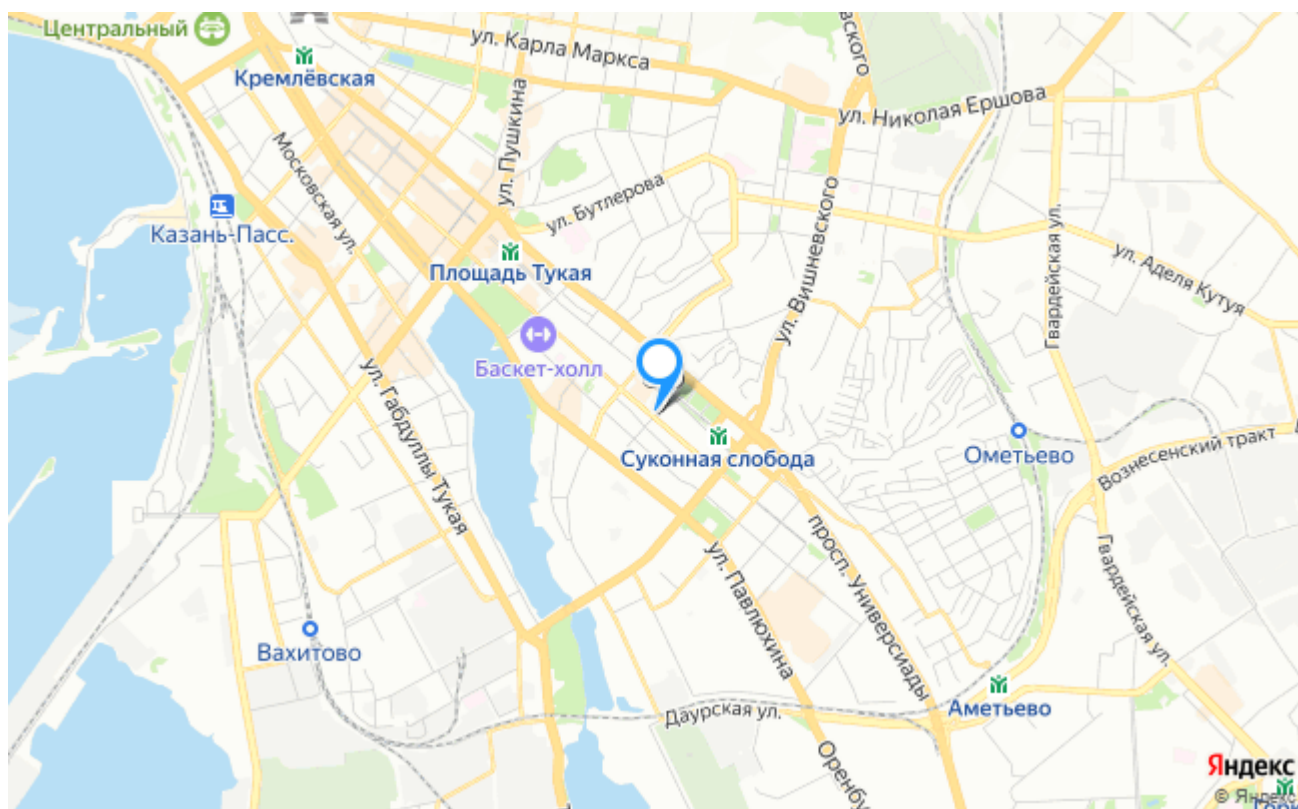 Центральный
ул. Карла Маркса
Кремлёвская
ул. Николая Ершова
ул. Пушкина
Московская ул.
ул. Бутлерова
Казань-Пасс.
Площадь Тукая
ул. Вишневского
Гвардейская ул.
ул. Аделя Кутуя
Баскет-холл
ул. Габдуллы Тукая
Суконная слобода
Ометьево
Вознесенский тракт
просп. Универсиады
ул. Павлюхина
Гвардейская ул.
Вахитово
Аметьево
Даурская ул.
Оренбу
Яндекс
© Яндекс